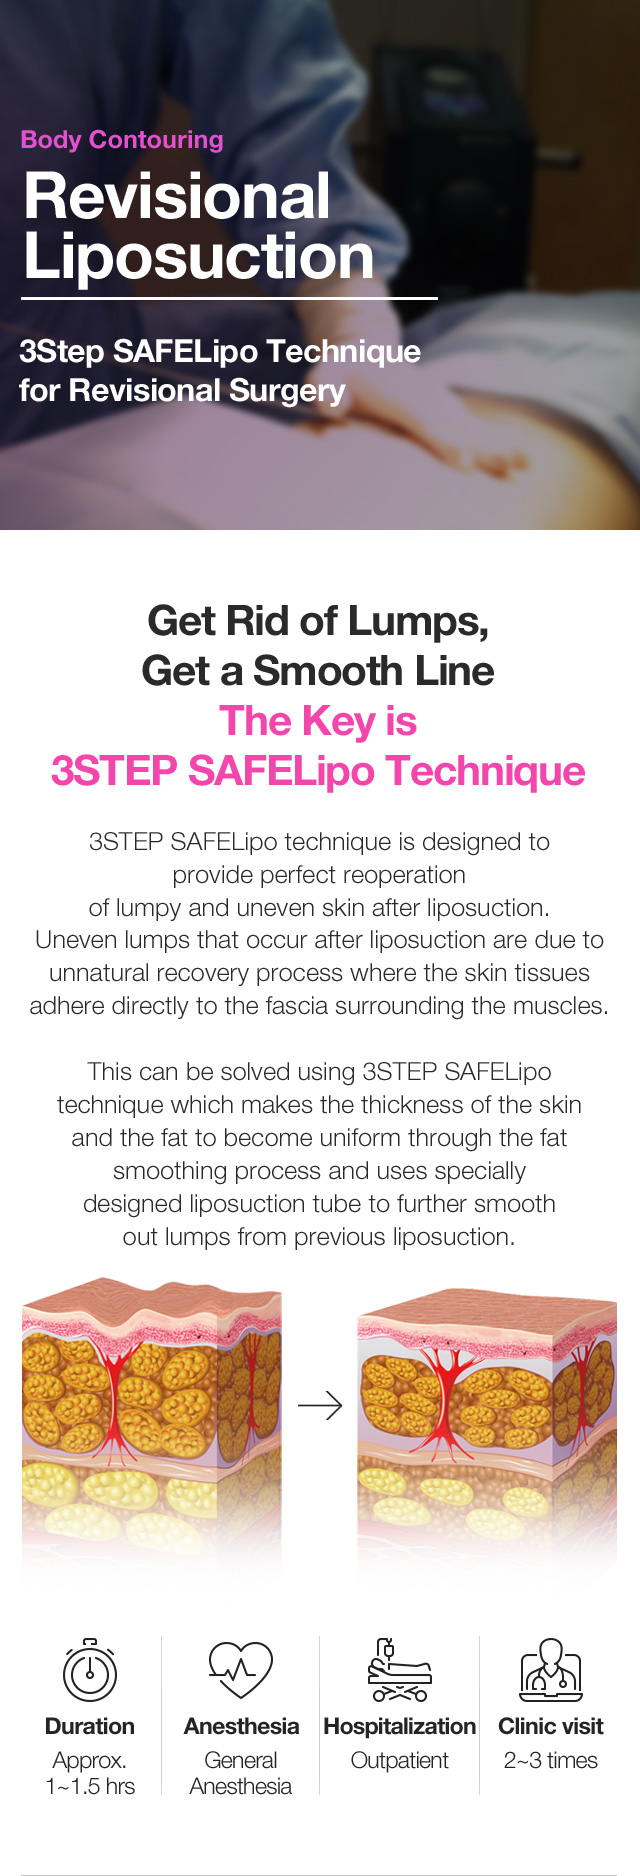 Body Contouring
Revisional
Liposuction
3Step SAFELipo Technique
for Revisional Surgery
Get Rid of Lumps,
Get a Smooth Line
The Key is
3STEP SAFELipo Technique
3STEP SAFELipo technique is designed to
provide perfect reoperation
of lumpy and uneven skin after liposuction.
Uneven lumps that occur after liposuction are due to
unnatural recovery process where the skin tissues
adhere directly to the fascia surrounding the muscles.
This can be solved using 3STEP SAFELipo
technique which makes the thickness of the skin
and the fat to become uniform through the fat
smoothing process and uses specially
designed liposuction tube to further smooth
out lumps from previous liposuction.
Duration
Approx.
1~1.5 hrs
Anesthesia
General
Anesthesia
Hospitalization
Outpatient
Clinic visit
2~3 times